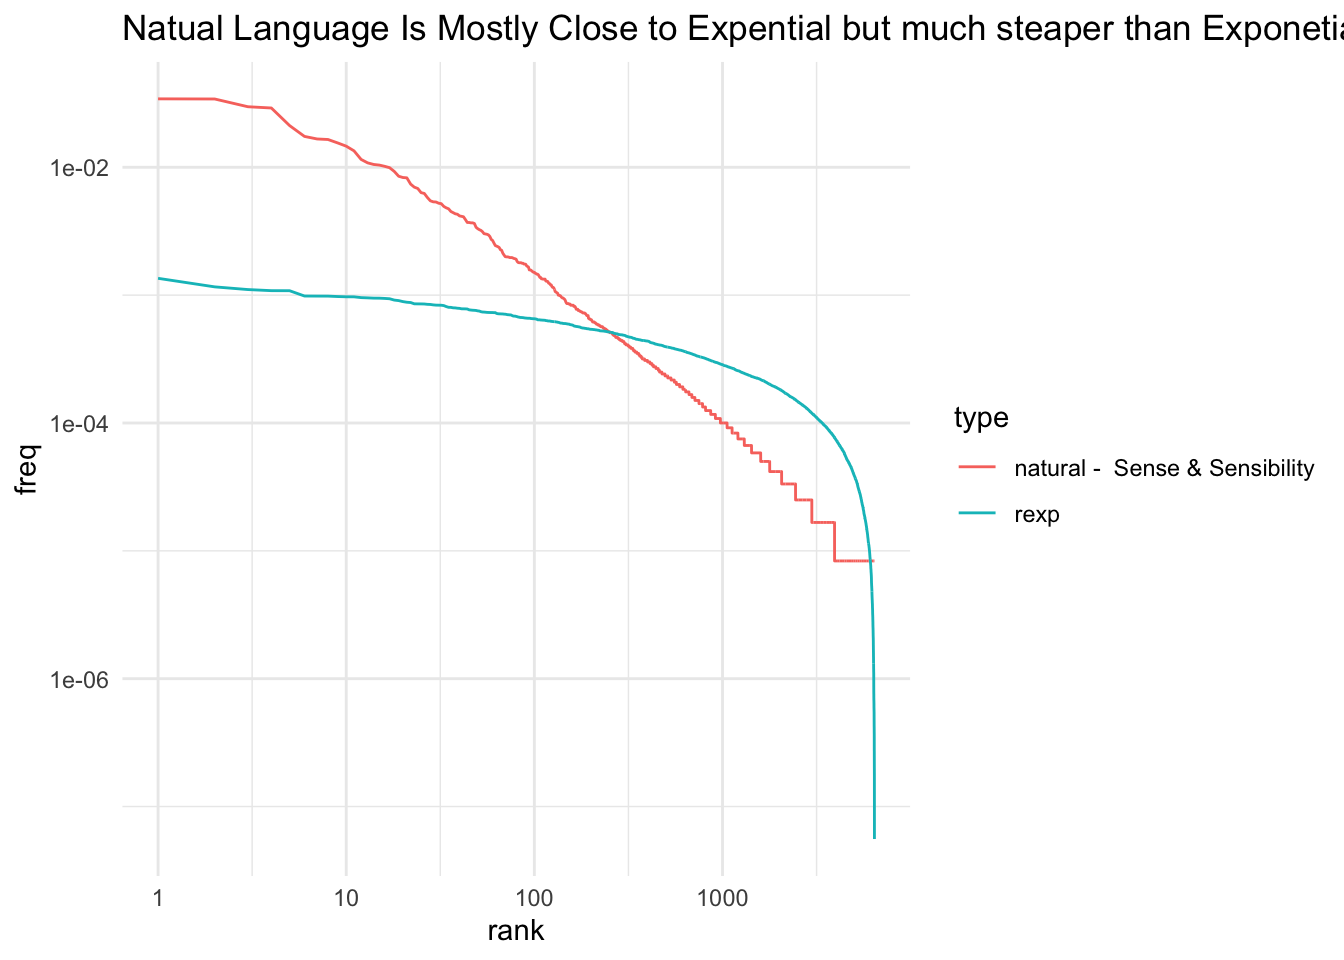 Natual Language Is Mostly Close to Expential but much steaper than Exponetia
1e-02
1e-04
1e-06
freq
1
10
100
1000
rank
type
natural -  Sense & Sensibility
rexp